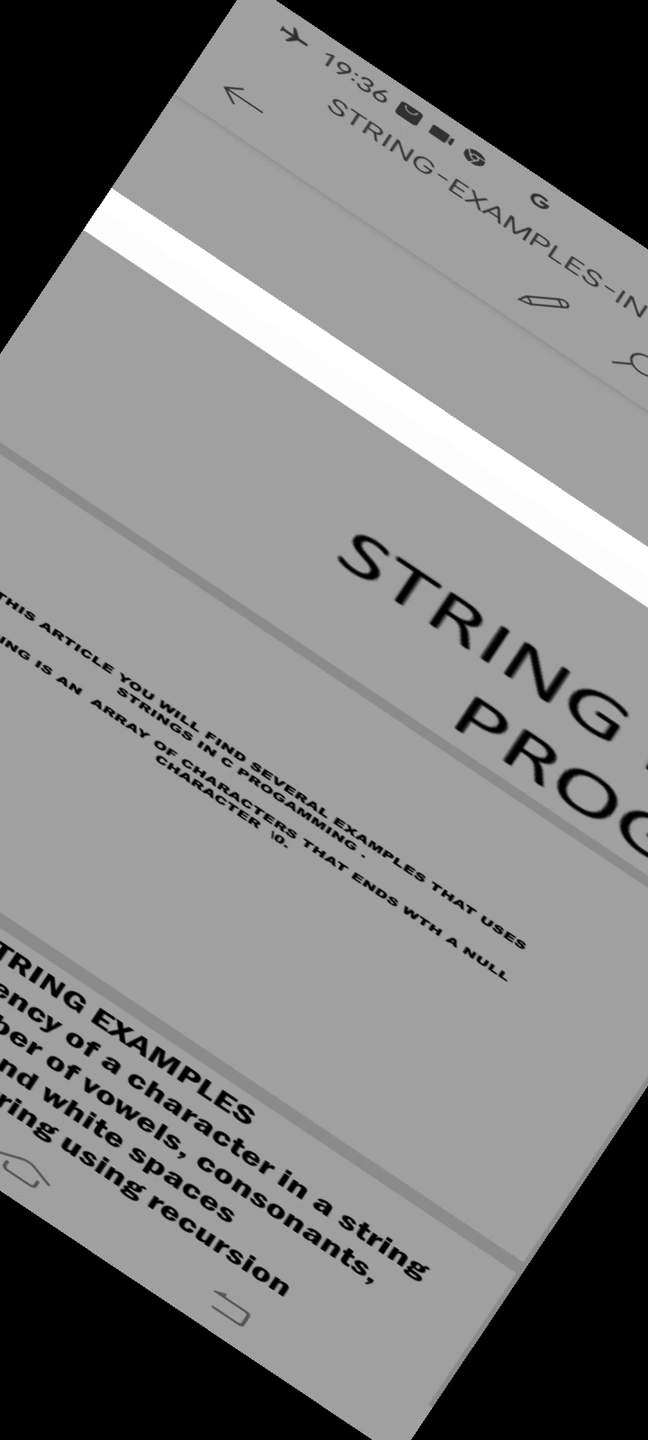 19:36
STRING-EXAMPLES-IN
STRING
PROG
THIS ARTICLE YOU WILL FIND SEVERAL EXAMPLES THAT USES
STRINGS IN C PROGAMMING -
ING IS AN ARRAY OF CHARACTERS THAT ENDS WTH A NULL
CHARACTER \0.
TRING EXAMPLES
ency of a character in a string
ber of vowels, consonants,
nd white spaces
ring using recursion